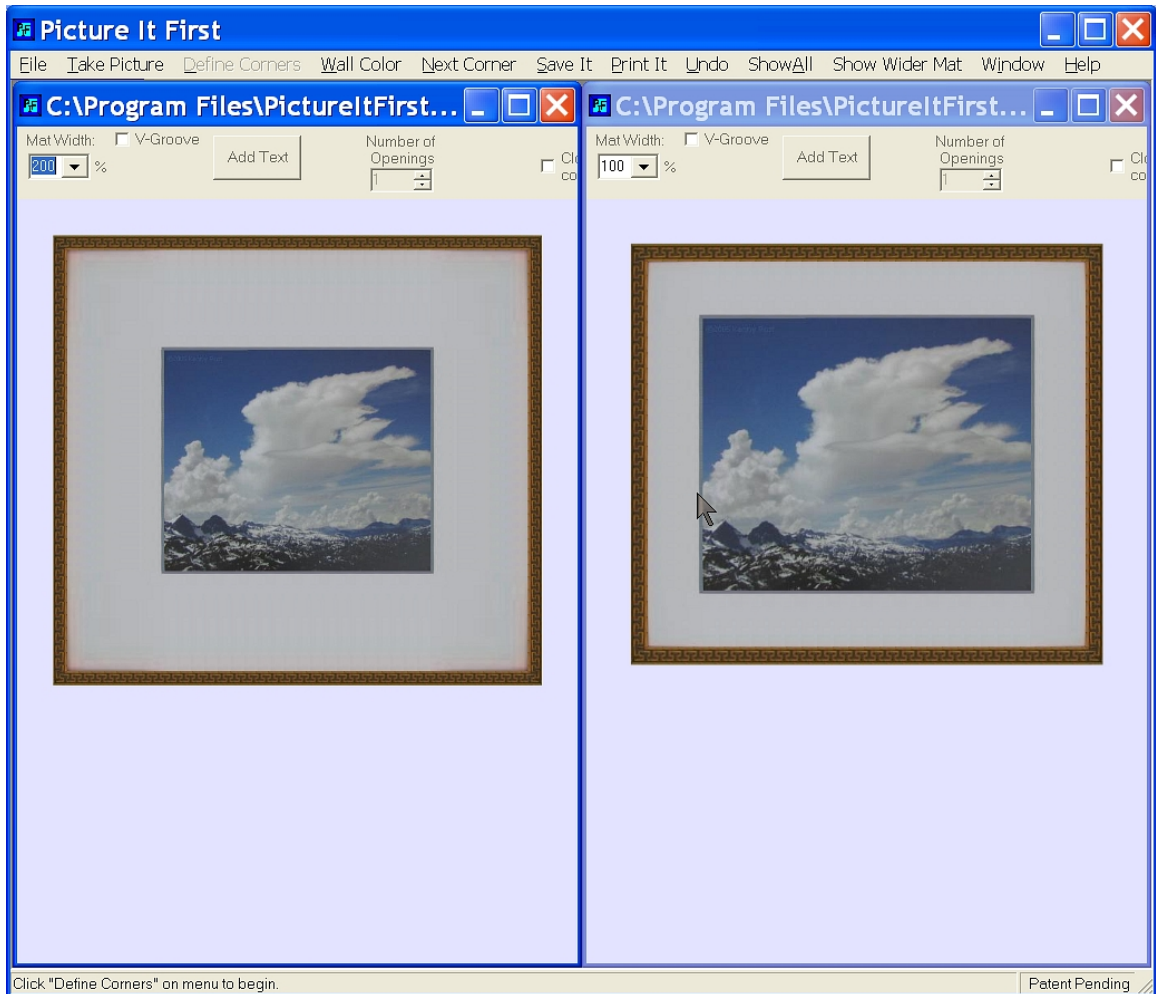 Picture It First
File Take Picture Define Corners Wall Color Next Corner Save It Print It Undo ShowAll Show Wider Mat Window Help
C:\Program Files\PictureItFirst...
Mat Width: V-Groove
200 %
Add Text
Number of
Openings
1
C:\Program Files\PictureItFirst...
Mat Width: V-Groove
100 %
Add Text
Number of
Openings
1
Click "Define Corners" on menu to begin.
Patent Pending